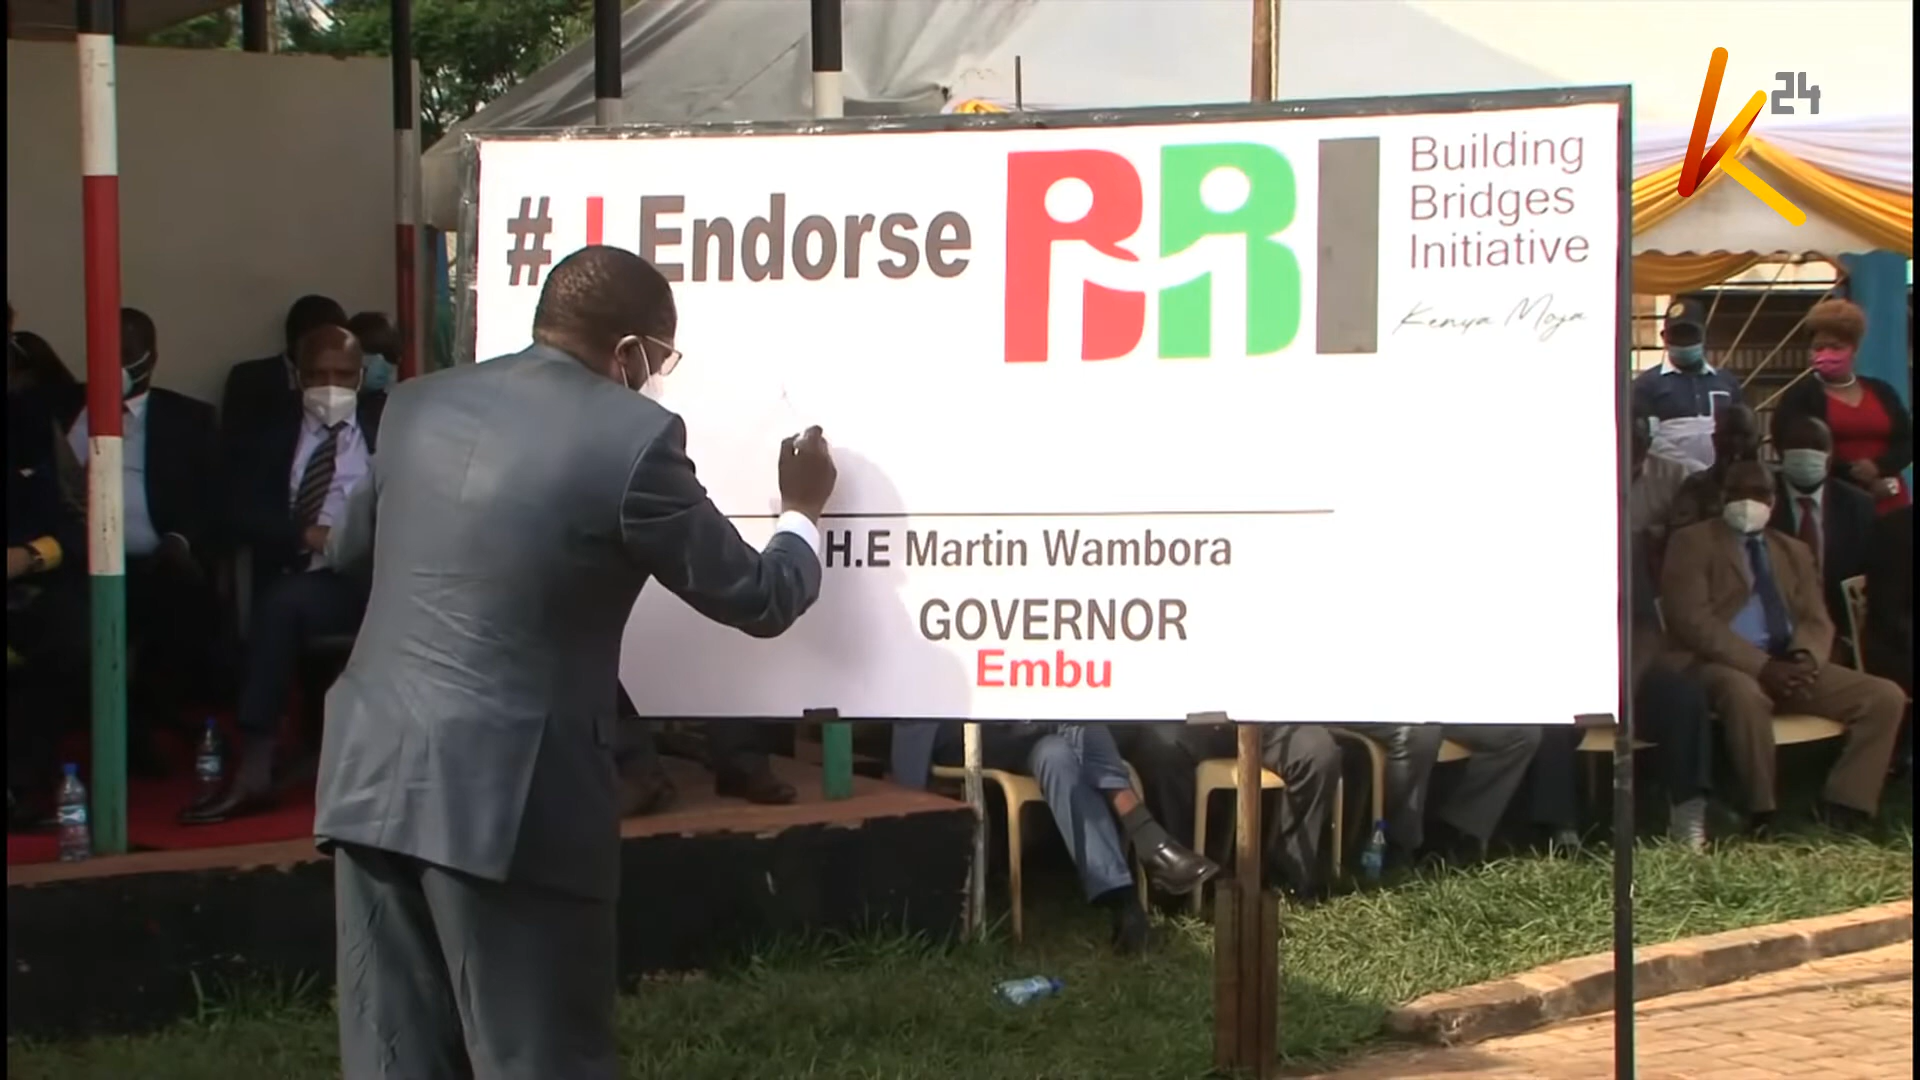 # I Endorse
BBI
Building
Bridges
Initiative
Kenya Moja
H.E Martin Wambora
GOVERNOR
Embu
K24